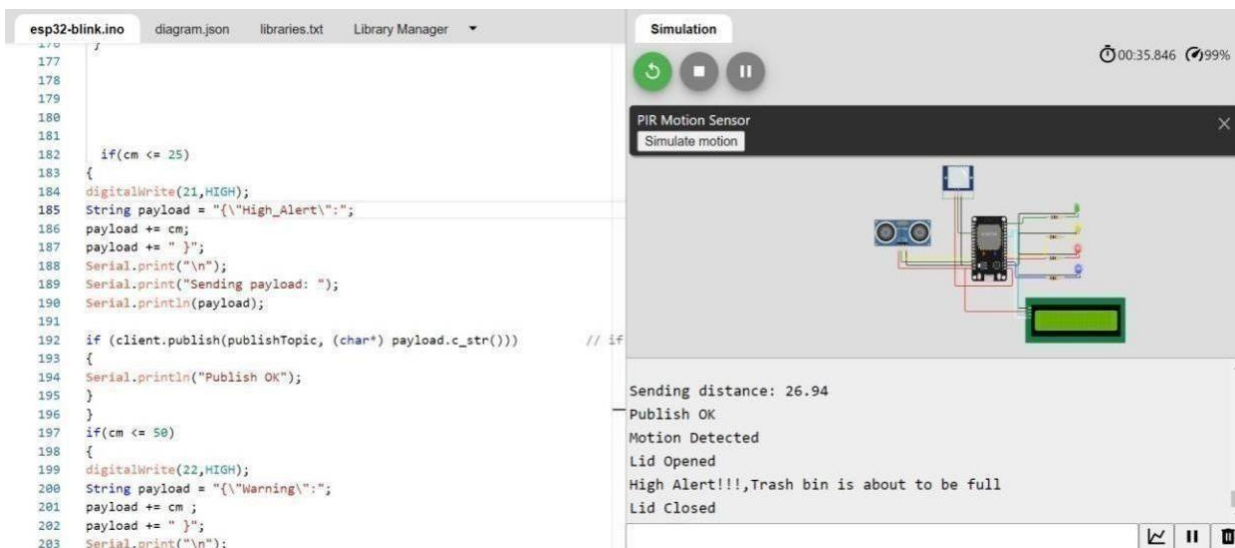 esp32-blink.ino diagram.json libraries.txt Library Manager
176 }
177
178
179
180
181
182 if(cm <= 25)
183 {
184 digitalWrite(21,HIGH);
185 String payload = "{\"High_Alert\":";
186 payload += cm;
187 payload += " }";
188 Serial.print("\n");
189 Serial.print("Sending payload: ");
190 Serial.println(payload);
191
192 if (client.publish(publishTopic, (char*) payload.c_str())) // if
193 {
194 Serial.println("Publish OK");
195 }
196 }
197 if(cm <= 50)
198 {
199 digitalWrite(22,HIGH);
200 String payload = "{\"Warning\":";
201 payload += cm ;
202 payload += " }";
203 Serial.print("\n");
Simulation
00:35.846 99%
PIR Motion Sensor
Simulate motion
Sending distance: 26.94
Publish OK
Motion Detected
Lid Opened
High Alert!!!,Trash bin is about to be full
Lid Closed